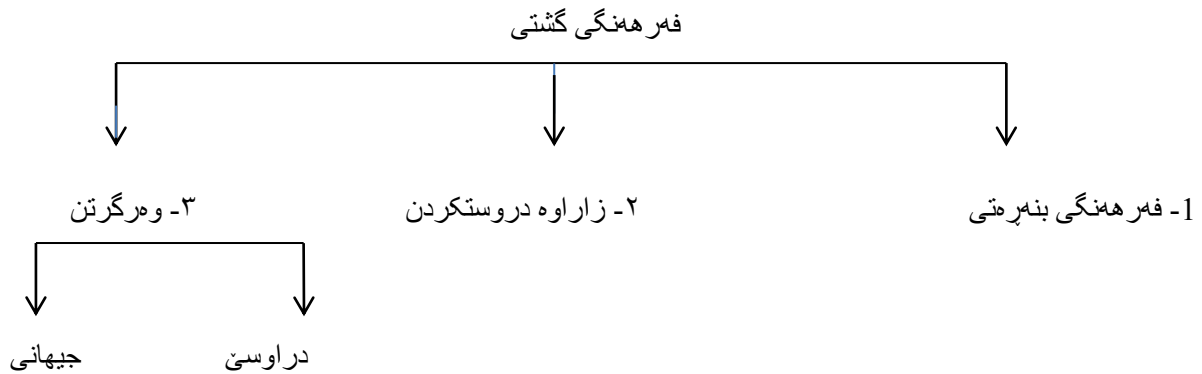 فەرهەنگی گشتی
1- فەرهەنگی بنەڕەتی
٢- زاراوە دروستکردن
٣- وەرگرتن
دراوسێ
جیهانی